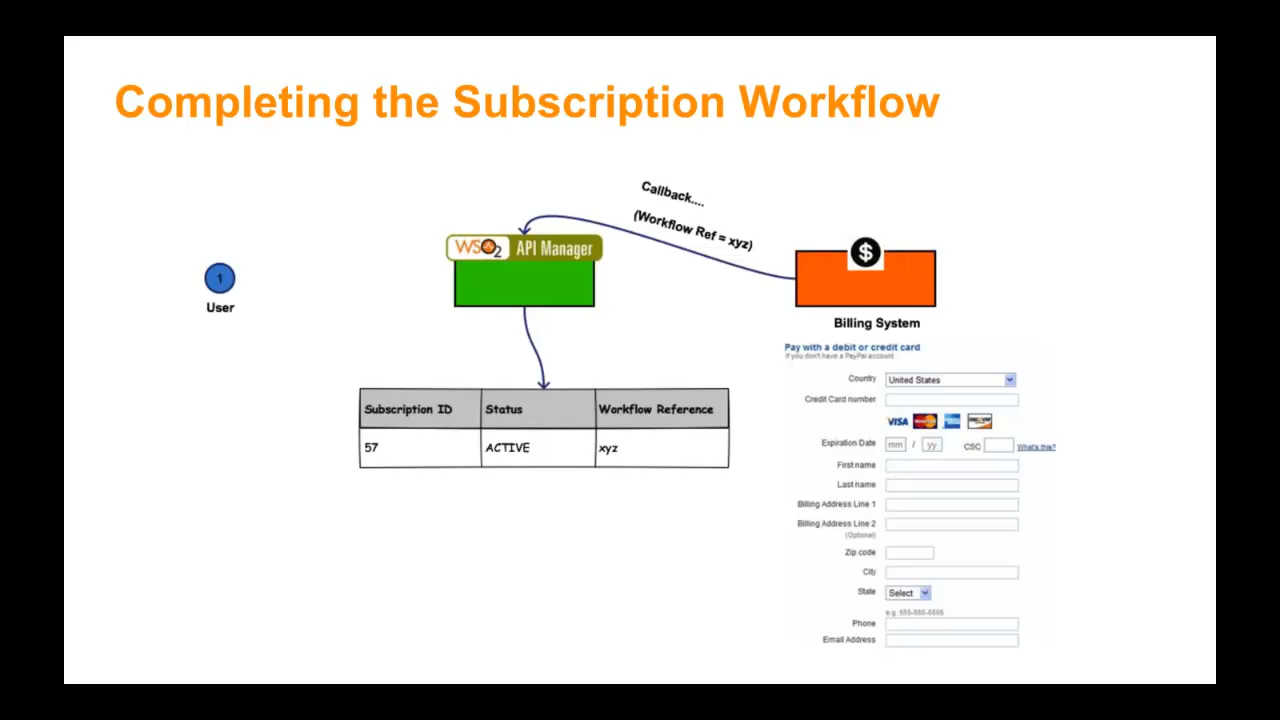 Completing the Subscription Workflow
Callback....
(Workflow Ref = xyz)
WSO2 API Manager
1
User
$
Billing System
Subscription ID Status Workflow Reference
57 ACTIVE xyz
Pay with a debit or credit card
If you don't have a PayPal account
Country United States
Credit Card number
VISA MasterCard DISCOVER
Expiration Date mm / yy CSC What's this?
First name
Last name
Billing Address Line 1
Billing Address Line 2
(Optional)
Zip code
City
State Select
e.g. 555-555-5555
Phone
Email Address